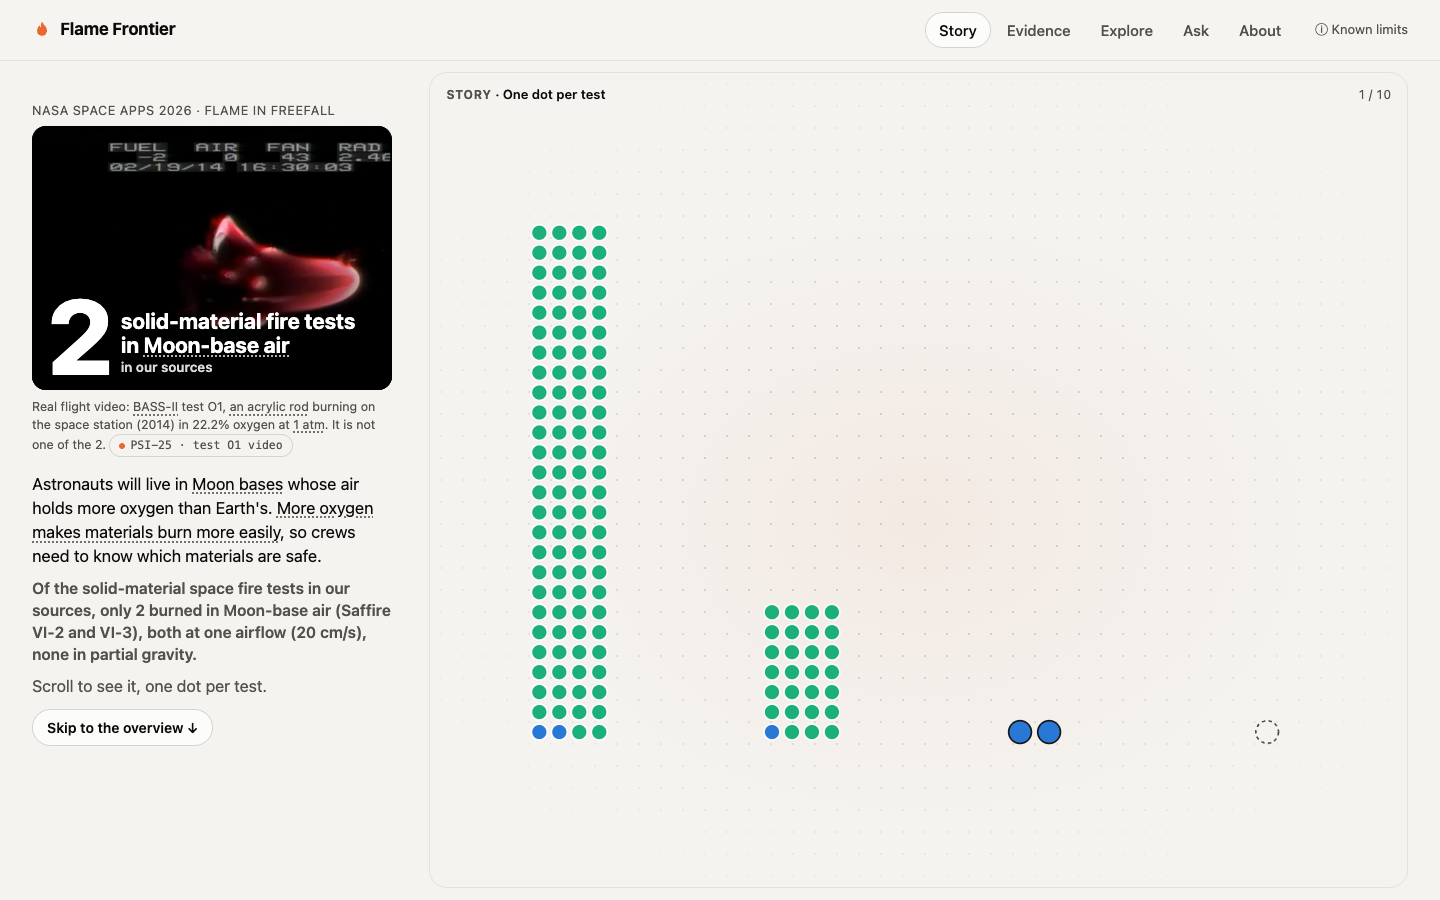 Flame Frontier
Story
Evidence
Explore
Ask
About
ⓘ Known limits
NASA SPACE APPS 2026 · FLAME IN FREEFALL
FUEL AIR FAN RAD
-2 0 43 2.46
02/19/14 16:30:03
2
solid-material fire tests
in Moon-base air
in our sources
Real flight video: BASS-II test O1, an acrylic rod burning on
the space station (2014) in 22.2% oxygen at 1 atm. It is not
one of the 2. PSI-25 · test O1 video
Astronauts will live in Moon bases whose air
holds more oxygen than Earth's. More oxygen
makes materials burn more easily, so crews
need to know which materials are safe.
Of the solid-material space fire tests in our
sources, only 2 burned in Moon-base air (Saffire
VI-2 and VI-3), both at one airflow (20 cm/s),
none in partial gravity.
Scroll to see it, one dot per test.
Skip to the overview ↓
STORY · One dot per test
1 / 10